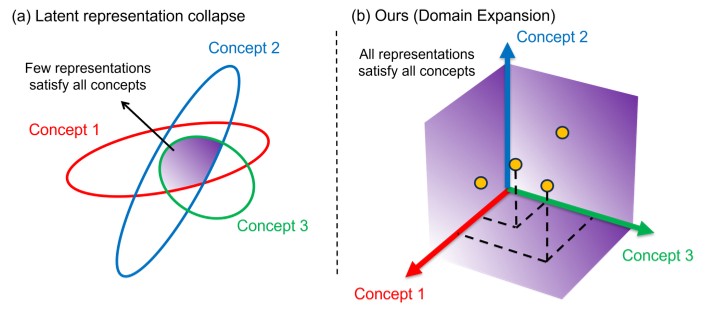 (a) Latent representation collapse
Concept 2
Few representations
satisfy all concepts
Concept 1
Concept 3
(b) Ours (Domain Expansion)
Concept 2
All representations
satisfy all concepts
Concept 3
Concept 1